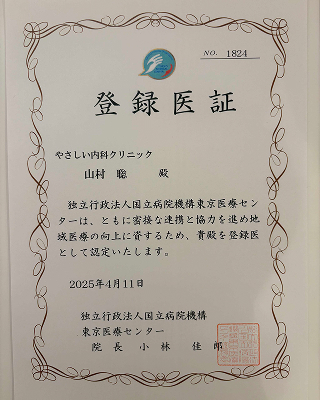 NO. 1824
登録医証
やさしい内科クリニック
山村 聡 殿
独立行政法人国立病院機構東京医療セ
ンターは、ともに密接な連携と協力を進め地
域医療の向上に資するため、貴殿を登録医
として認定いたします。
2025年4月11日
独立行政法人国立病院機構
東京医療センター
院長 小林 佳郎